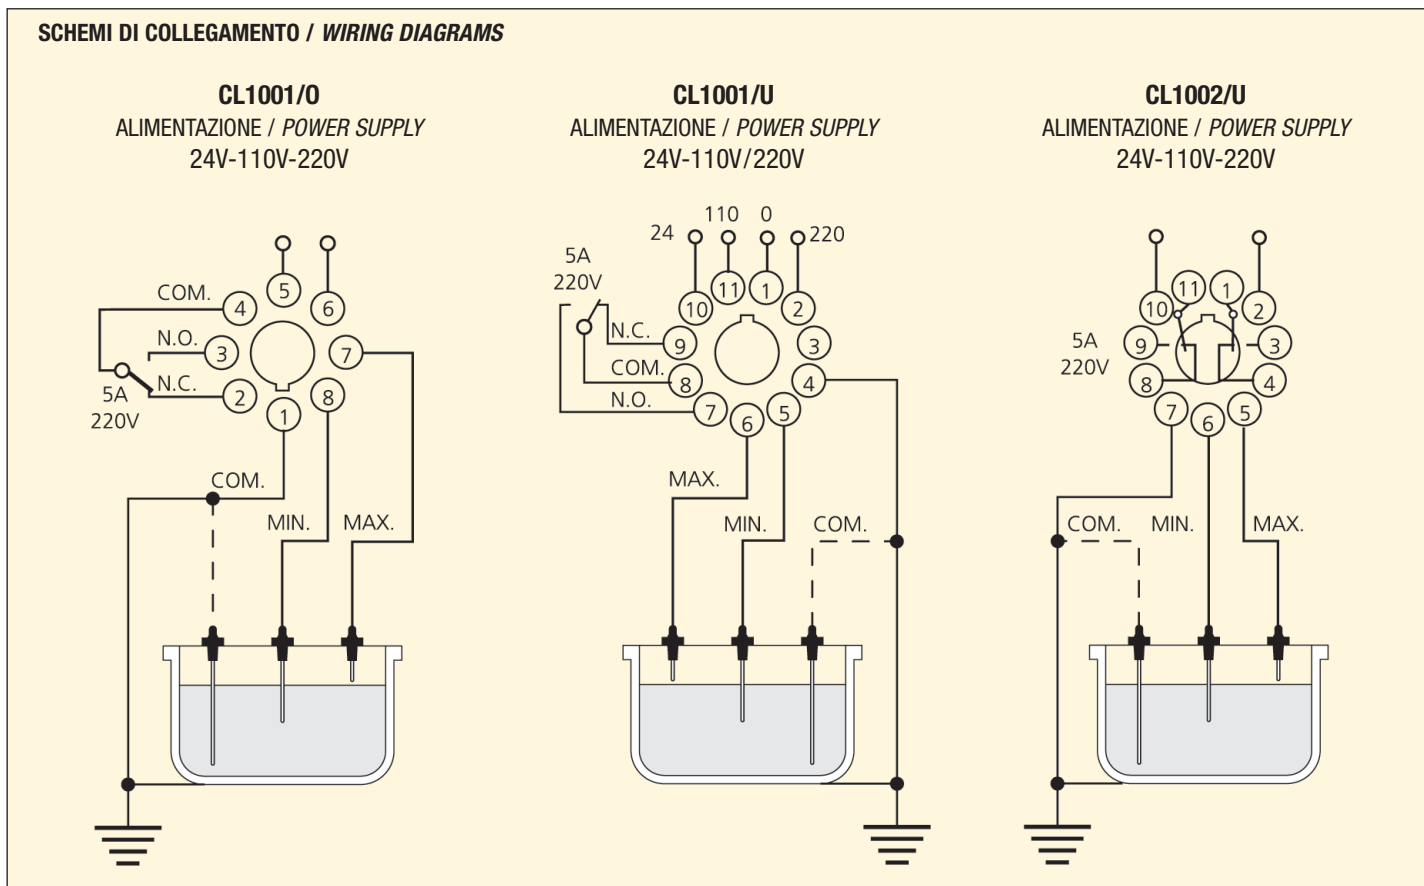 SCHEMI DI COLLEGAMENTO / WIRING DIAGRAMS
CL1001/O
ALIMENTAZIONE / POWER SUPPLY
24V-110V-220V
5
6
COM.
4
N.O.
3
7
N.C.
2
8
5A
220V
1
COM.
MIN.
MAX.
CL1001/U
ALIMENTAZIONE / POWER SUPPLY
24V-110V/220V
110
0
24
220
5A
220V
11
1
10
2
N.C.
9
3
COM.
8
4
N.O.
7
5
6
MAX.
MIN.
COM.
CL1002/U
ALIMENTAZIONE / POWER SUPPLY
24V-110V-220V
11
1
10
2
5A
220V
9
3
8
4
7
5
6
COM.
MIN.
MAX.